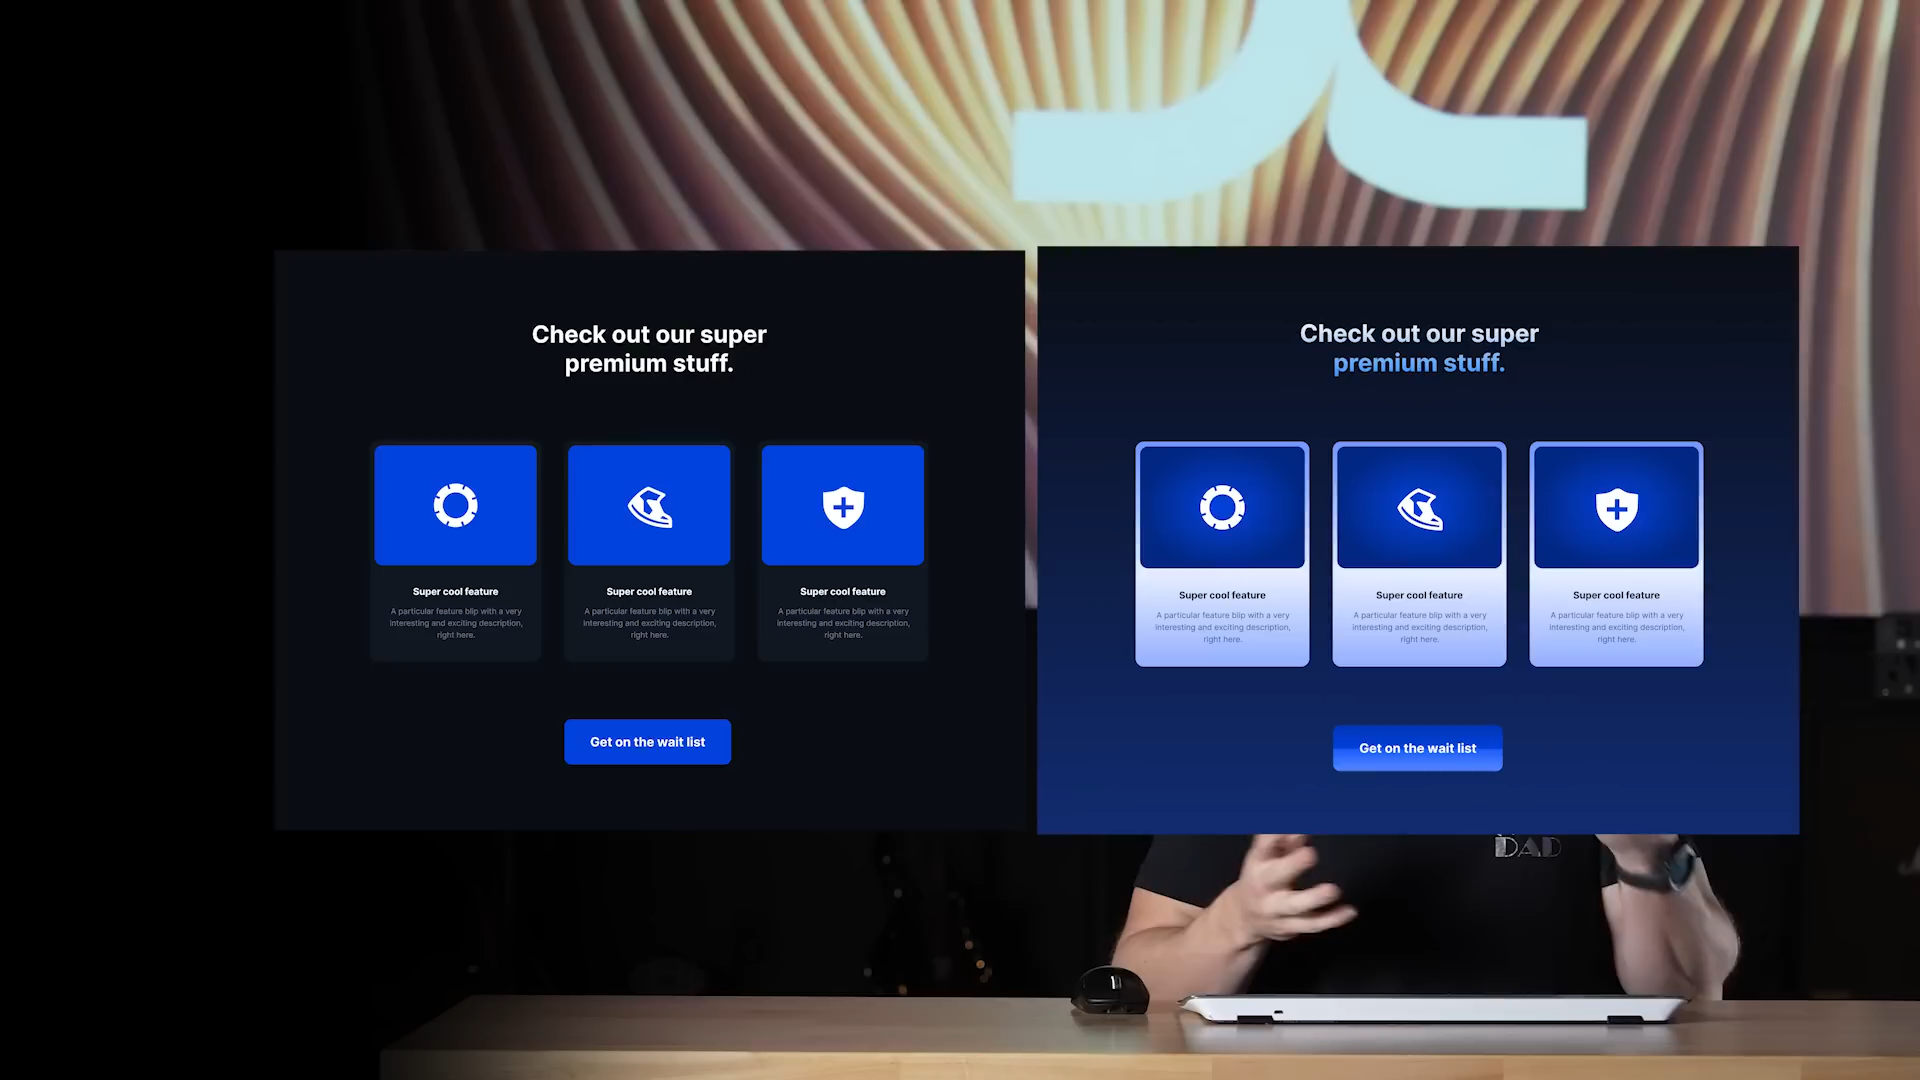 Check out our super
premium stuff.
Super cool feature
A particular feature blip with a very
interesting and exciting description,
right here.
Super cool feature
A particular feature blip with a very
interesting and exciting description,
right here.
Super cool feature
A particular feature blip with a very
interesting and exciting description,
right here.
Get on the wait list
Check out our super
premium stuff.
Super cool feature
A particular feature blip with a very
interesting and exciting description,
right here.
Super cool feature
A particular feature blip with a very
interesting and exciting description,
right here.
Super cool feature
A particular feature blip with a very
interesting and exciting description,
right here.
Get on the wait list
DAD